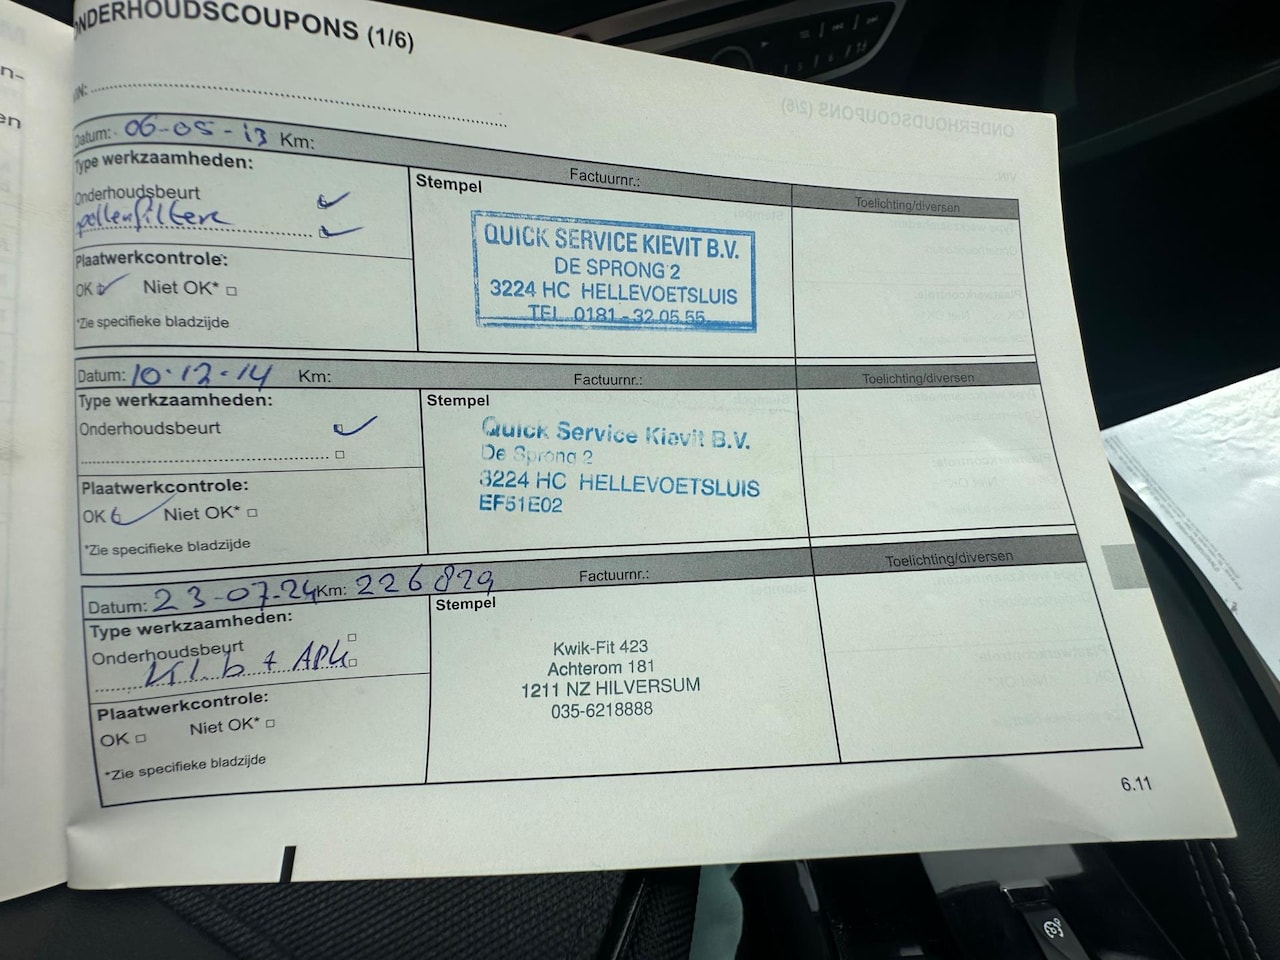 ONDERHOUDSCOUPONS (1/6)
Datum: 06-05-13 Km:
Factuurnr.:
Toelichting/diversen
Type werkzaamheden:
Onderhoudsbeurt
pollenfilter
Plaatwerkcontrole:
OK Niet OK*
*Zie specifieke bladzijde
Stempel
QUICK SERVICE KIEVIT B.V.
DE SPRONG 2
3224 HC HELLEVOETSLUIS
TEL. 0181 - 32 05 55
Datum: 10-12-14 Km:
Factuurnr.:
Toelichting/diversen
Type werkzaamheden:
Onderhoudsbeurt
Plaatwerkcontrole:
OK Niet OK*
*Zie specifieke bladzijde
Stempel
Quick Service Kievit B.V.
De Sprong 2
3224 HC HELLEVOETSLUIS
EF51E02
Datum: 23-07-24 Km: 226829
Factuurnr.:
Toelichting/diversen
Type werkzaamheden:
Onderhoudsbeurt
+ APK
Plaatwerkcontrole:
OK Niet OK*
*Zie specifieke bladzijde
Stempel
Kwik-Fit 423
Achterom 181
1211 NZ HILVERSUM
035-6218888
6.11